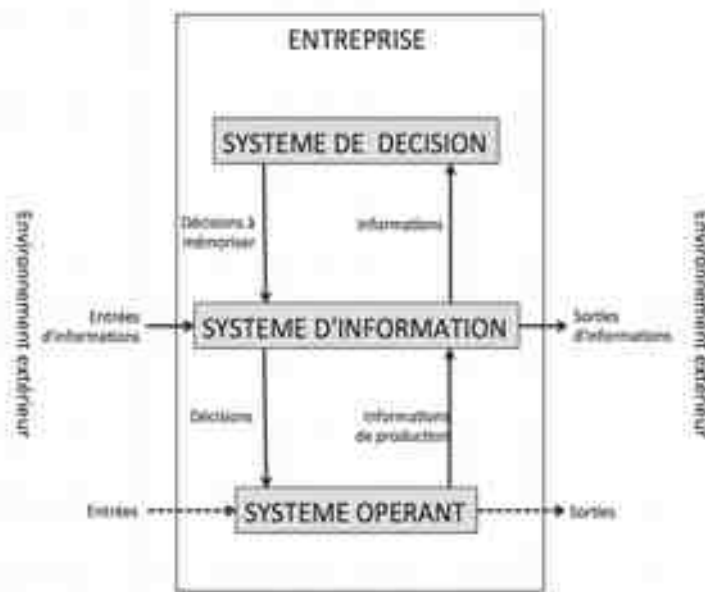 ENTREPRISE
SYSTEME DE DECISION
Décisions à
mémoriser
Informations
Environnement extérieur
Environnement extérieur
Entrées
d'informations
SYSTEME D'INFORMATION
Sorties
d'informations
Décisions
Informations
de production
Entrées
SYSTEME OPERANT
Sorties